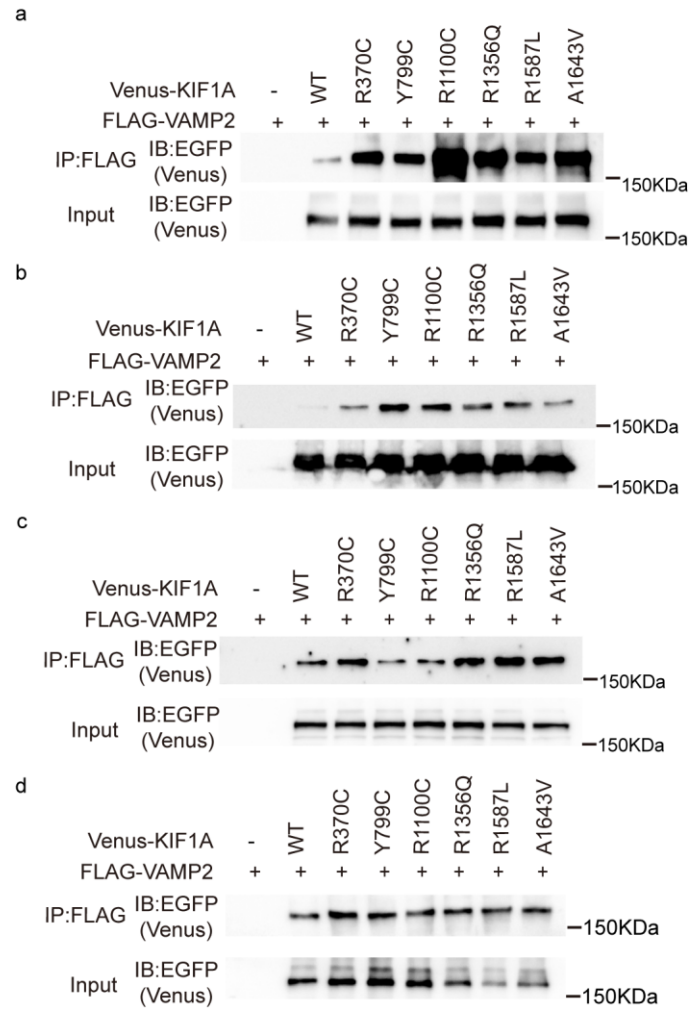 a
WT
R370C
Y799C
R1100C
R1356Q
R1587L
A1643V
Venus-KIF1A -
FLAG-VAMP2 + + + + + + + +
IP:FLAG IB:EGFP (Venus)
150KDa
Input IB:EGFP (Venus)
150KDa
b
WT
R370C
Y799C
R1100C
R1356Q
R1587L
A1643V
Venus-KIF1A -
FLAG-VAMP2 + + + + + + + +
IP:FLAG IB:EGFP (Venus)
150KDa
Input IB:EGFP (Venus)
150KDa
c
WT
R370C
Y799C
R1100C
R1356Q
R1587L
A1643V
Venus-KIF1A -
FLAG-VAMP2 + + + + + + + +
IP:FLAG IB:EGFP (Venus)
150KDa
Input IB:EGFP (Venus)
150KDa
d
WT
R370C
Y799C
R1100C
R1356Q
R1587L
A1643V
Venus-KIF1A -
FLAG-VAMP2 + + + + + + + +
IP:FLAG IB:EGFP (Venus)
150KDa
Input IB:EGFP (Venus)
150KDa